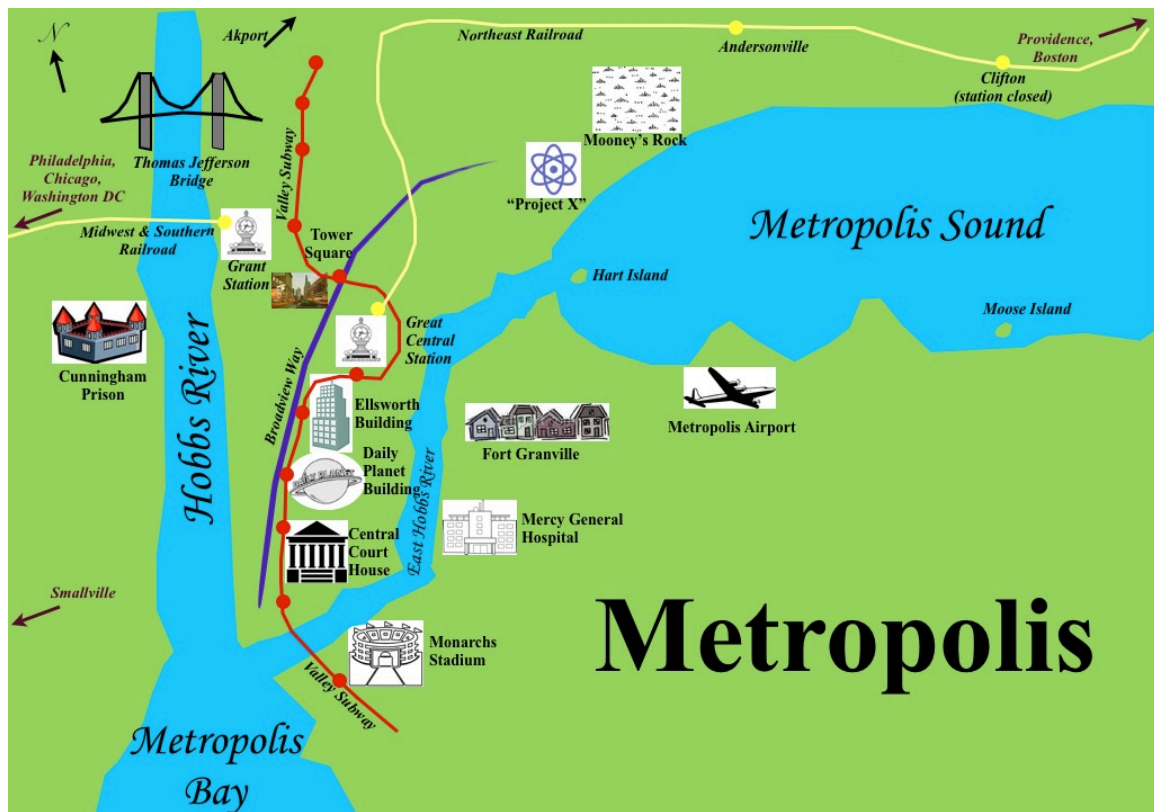 N
Akport
Northeast Railroad
Andersonville
Providence,
Boston
Clifton
(station closed)
Mooney's Rock
Thomas Jefferson
Bridge
Philadelphia,
Chicago,
Washington DC
Valley Subway
"Project X"
Midwest & Southern
Railroad
Grant
Station
Tower
Square
Metropolis Sound
Hart Island
Moose Island
Great
Central
Station
Cunningham
Prison
Hobbs River
Broadview Way
Ellsworth
Building
Metropolis Airport
Fort Granville
DAILY PLANET
Daily
Planet
Building
East Hobbs River
Mercy General
Hospital
Central
Court
House
Smallville
Metropolis
Monarchs
Stadium
Valley Subway
Metropolis
Bay